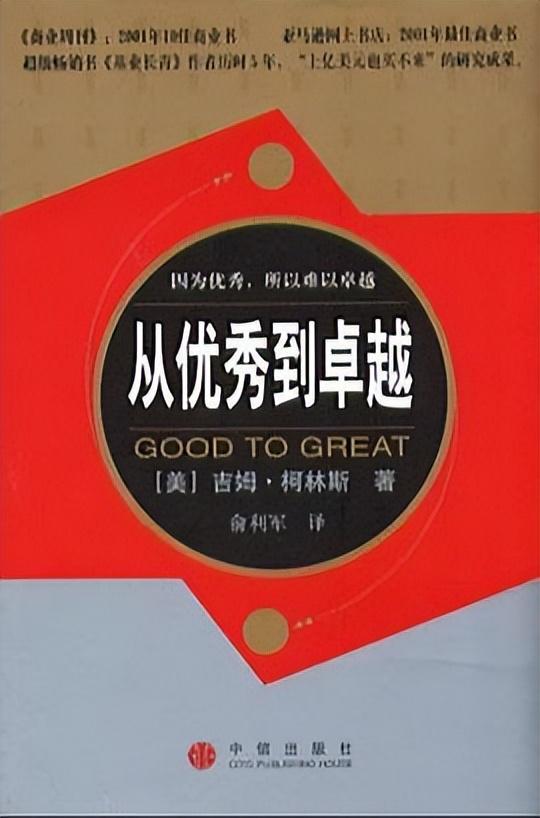 《商业周刊》：2001年10佳商业书 亚马逊网上书店：2001年最佳商业书
超级畅销书《基业长青》作者历时5年，“上亿美元也买不来”的研究成果。
因为优秀，所以难以卓越
从优秀到卓越
GOOD TO GREAT
［美］吉姆·柯林斯 著
俞利军 译
中信出版社
PUBLISHING HOUSE